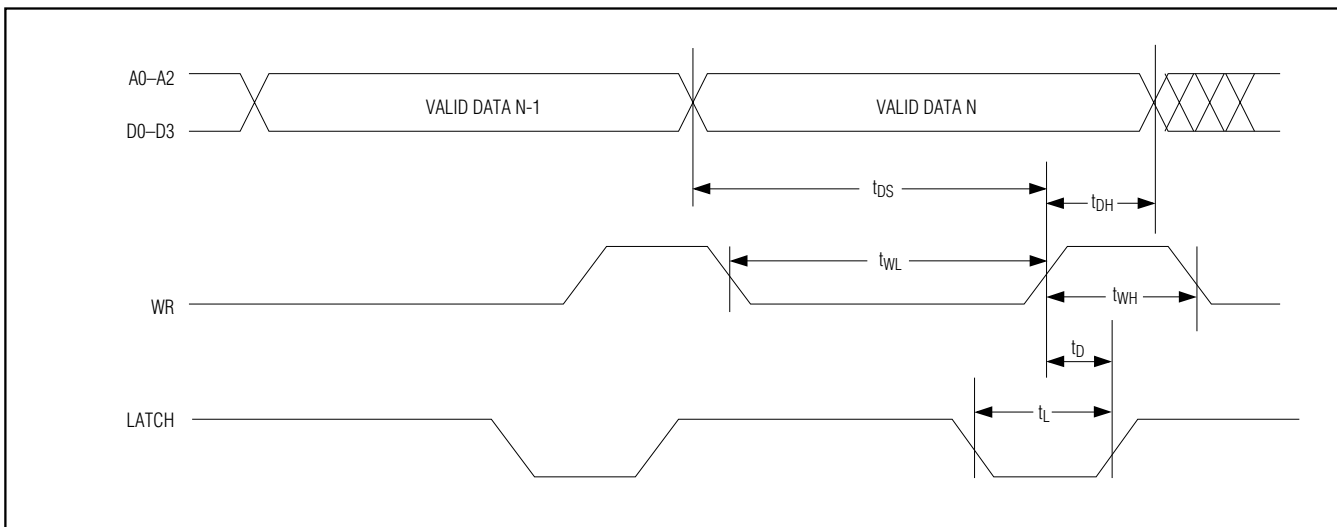 A0–A2
VALID DATA N-1
VALID DATA N
D0–D3
tDS
tDH
tWL
WR
tWH
tD
LATCH
tL